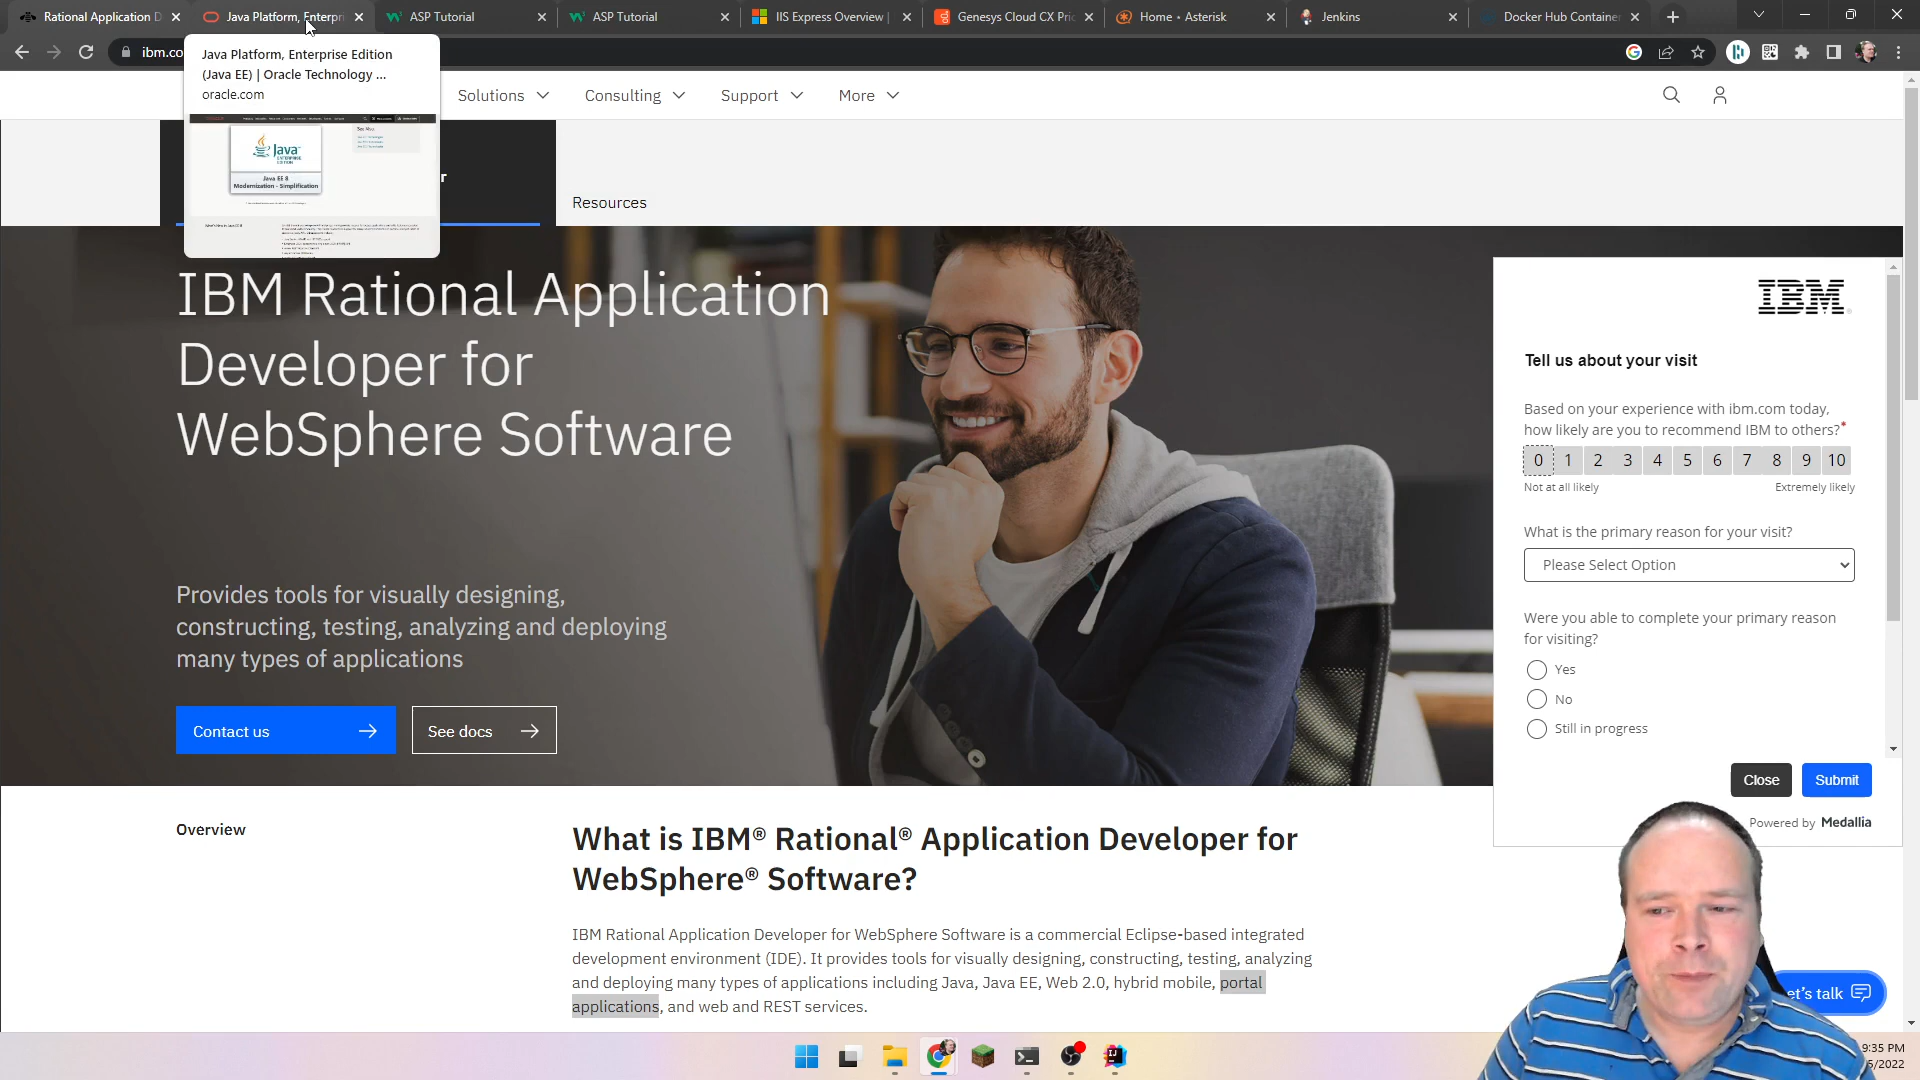 Rational Application D
Java Platform, Enterpri
ASP Tutorial
ASP Tutorial
IIS Express Overview |
Genesys Cloud CX Pric
Home • Asterisk
Jenkins
Docker Hub Container
ibm.co
Java Platform, Enterprise Edition
(Java EE) | Oracle Technology ...
oracle.com
Java
ENTERPRISE
EDITION
Java EE 8
Modernization - Simplification
See Also
Solutions
Consulting
Support
More
r
Resources
IBM Rational Application
Developer for
WebSphere Software
Provides tools for visually designing,
constructing, testing, analyzing and deploying
many types of applications
Contact us
See docs
IBM
Tell us about your visit
Based on your experience with ibm.com today,
how likely are you to recommend IBM to others?*
0 1 2 3 4 5 6 7 8 9 10
Not at all likely
Extremely likely
What is the primary reason for your visit?
Please Select Option
Were you able to complete your primary reason
for visiting?
Yes
No
Still in progress
Close
Submit
Powered by Medallia
Overview
What is IBM® Rational® Application Developer for
WebSphere® Software?
IBM Rational Application Developer for WebSphere Software is a commercial Eclipse-based integrated
development environment (IDE). It provides tools for visually designing, constructing, testing, analyzing
and deploying many types of applications including Java, Java EE, Web 2.0, hybrid mobile, portal
applications, and web and REST services.
et's talk
9:35 PM
5/2022